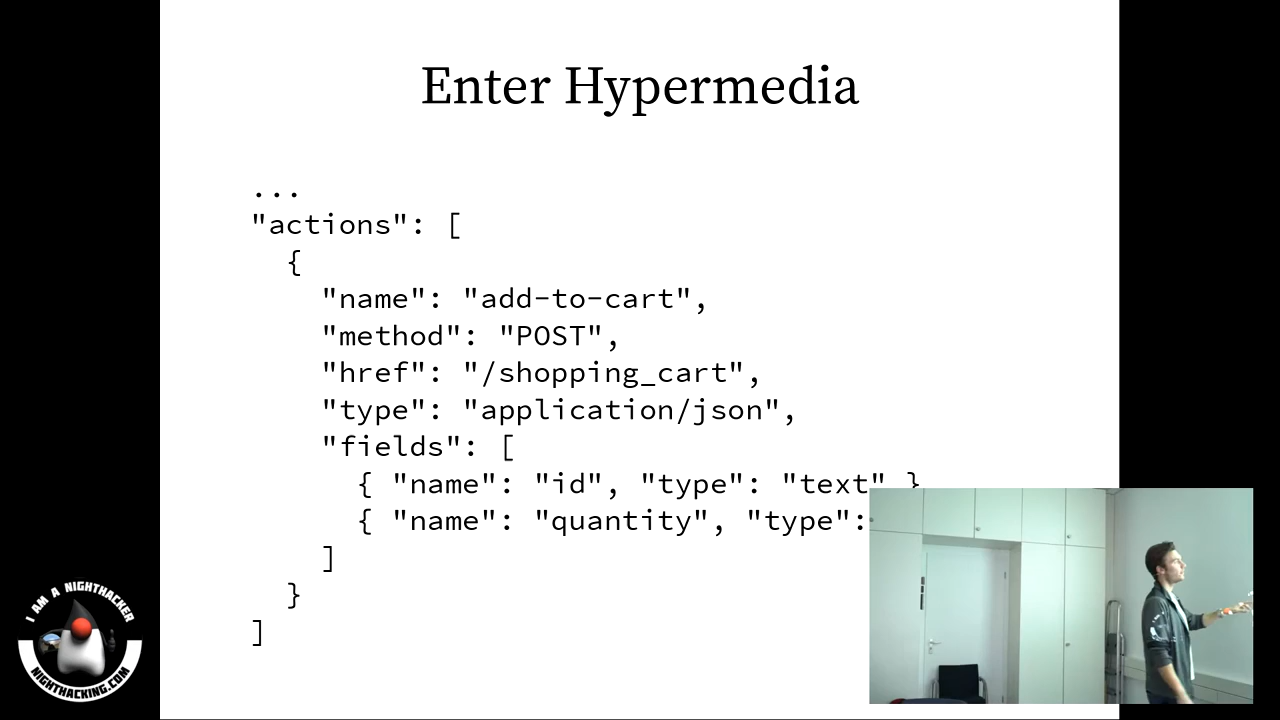 Enter Hypermedia
...
"actions": [
  {
    "name": "add-to-cart",
    "method": "POST",
    "href": "/shopping_cart",
    "type": "application/json",
    "fields": [
      { "name": "id", "type": "text" }
      { "name": "quantity", "type":
    ]
  }
]
I AM A NIGHTHACKER
NIGHTHACKING.COM